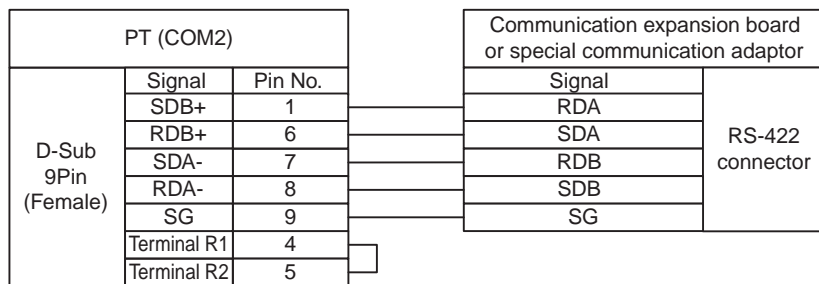 PT (COM2)
Communication expansion board
or special communication adaptor
Signal Pin No. Signal
SDB+ 1 RDA
RDB+ 6 SDA
SDA- 7 RDB
RDA- 8 SDB
SG 9 SG
Terminal R1 4
Terminal R2 5
D-Sub
9Pin
(Female)
RS-422
connector